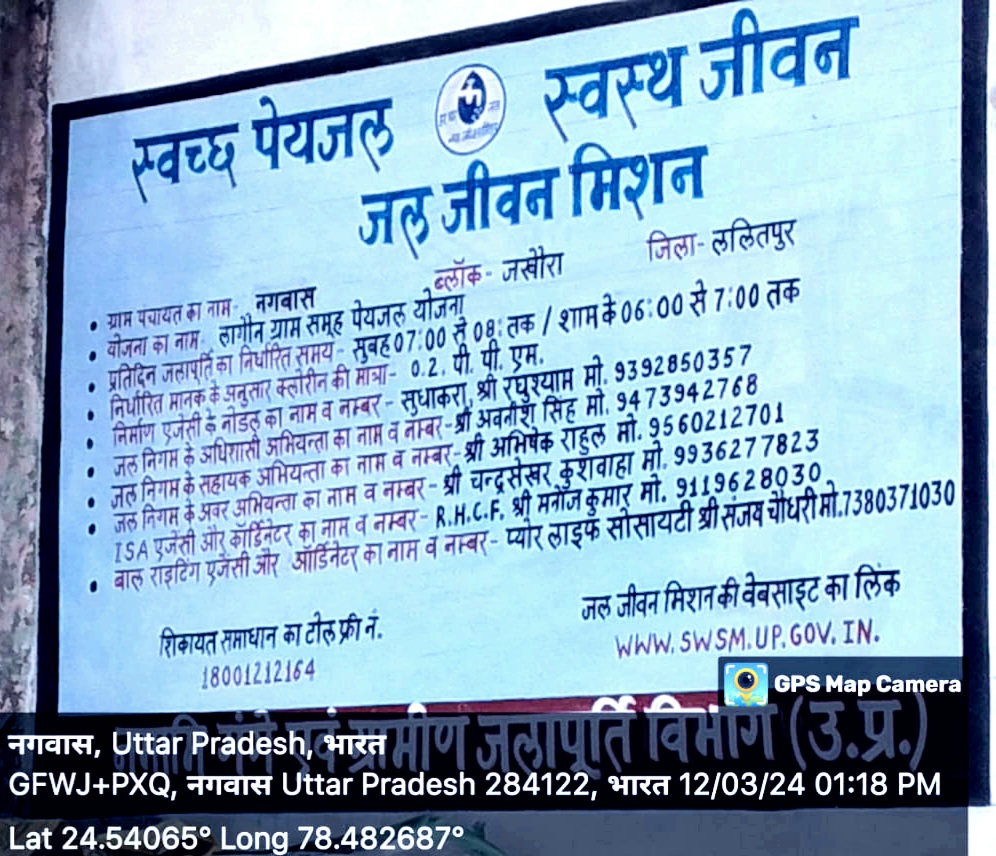 स्वच्छ पेयजल स्वस्थ जीवन
जल जीवन मिशन
ब्लॉक- जखौरा जिला- ललितपुर
ग्राम पंचायत का नाम- नगवास
योजना का नाम- लागौन ग्राम समूह पेयजल योजना
प्रतिदिन जलापूर्ति का निर्धारित समय- सुबह 07:00 से 08: तक / शाम के 06:00 से 7:00 तक
निर्धारित मानक के अनुसार क्लोरीन की मात्रा- 0.2. पी. पी. एम.
निर्माण एजेंसी के नोडल का नाम व नम्बर- सुधाकरा, श्री रघुश्याम मो. 9392850357
जल निगम के अधिशासी अभियन्ता का नाम व नम्बर- श्री अवनीश सिंह मो. 9473942768
जल निगम के सहायक अभियन्ता का नाम व नम्बर- श्री अभिषेक राहुल मो. 9560212701
जल निगम के अवर अभियन्ता का नाम व नम्बर- श्री चन्द्रसेखर कुशवाहा मो. 9936277823
ISA एजेंसी और कॉर्डिनेटर का नाम व नम्बर- R.H.C.F. श्री मनोज कुमार मो. 9119628030
बाल राइटिंग एजेंसी और ऑर्डिनेटर का नाम व नम्बर- प्योर लाइफ सोसायटी श्री संजय चौधरी मो.7380371030
शिकायत समाधान का टोल फ्री नं.
18001212164
जल जीवन मिशन की वेबसाइट का लिंक
WWW.SWSM.UP.GOV.IN.
नमामि गंगे एवं ग्रामीण जलापूर्ति विभाग (उ.प्र.)
GPS Map Camera
नगवास, Uttar Pradesh, भारत
GFWJ+PXQ, नगवास Uttar Pradesh 284122, भारत 12/03/24 01:18 PM
Lat 24.54065° Long 78.482687°